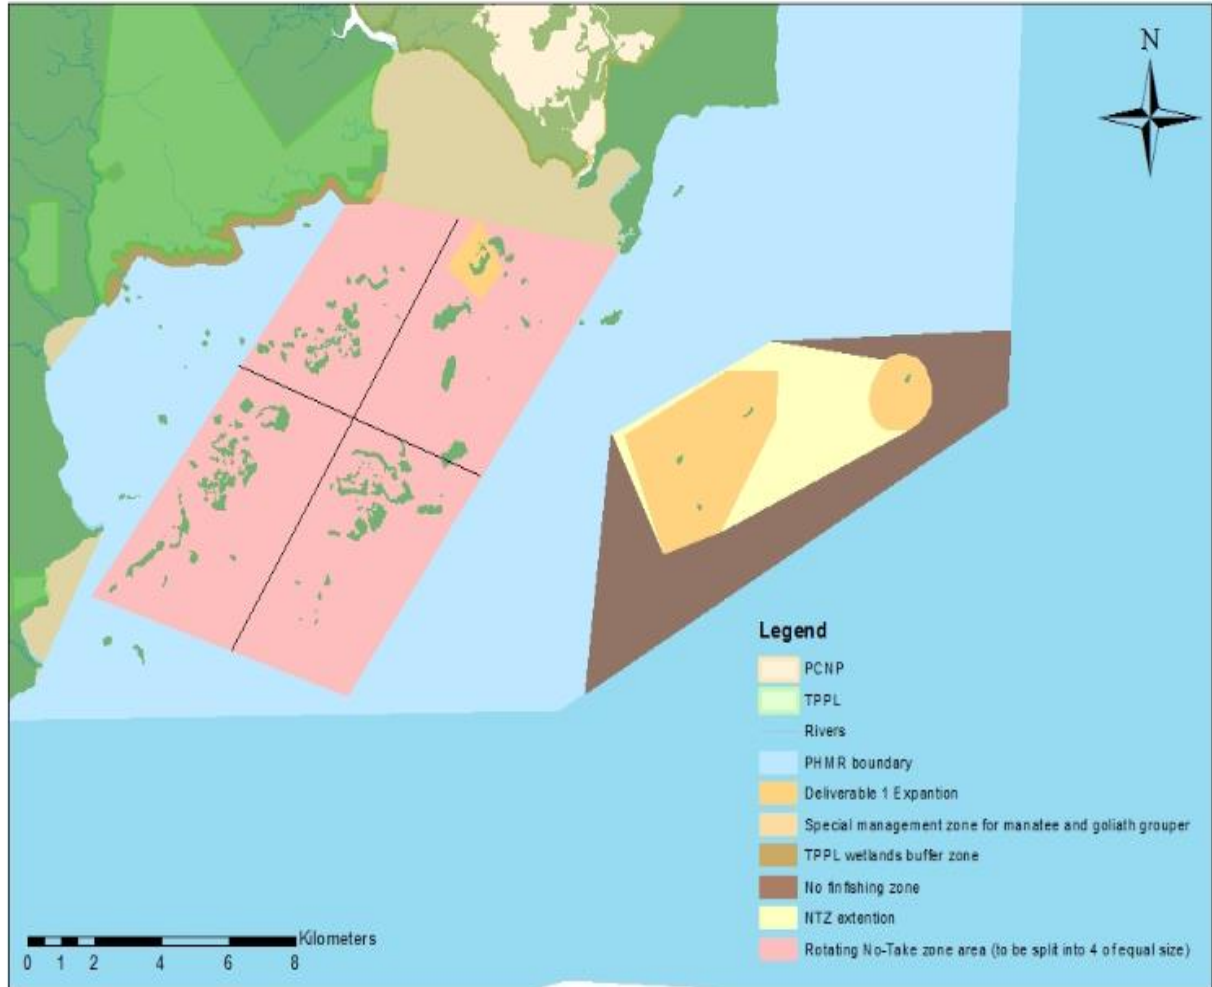 N
Legend
PCNP
TPPL
Rivers
PHMR boundary
Deliverable 1 Expantion
Special management zone for manatee and goliath grouper
TPPL wetlands buffer zone
No finfishing zone
NTZ extention
Rotating No-Take zone area (to be split into 4 of equal size)
Kilometers
0 1 2 4 6 8